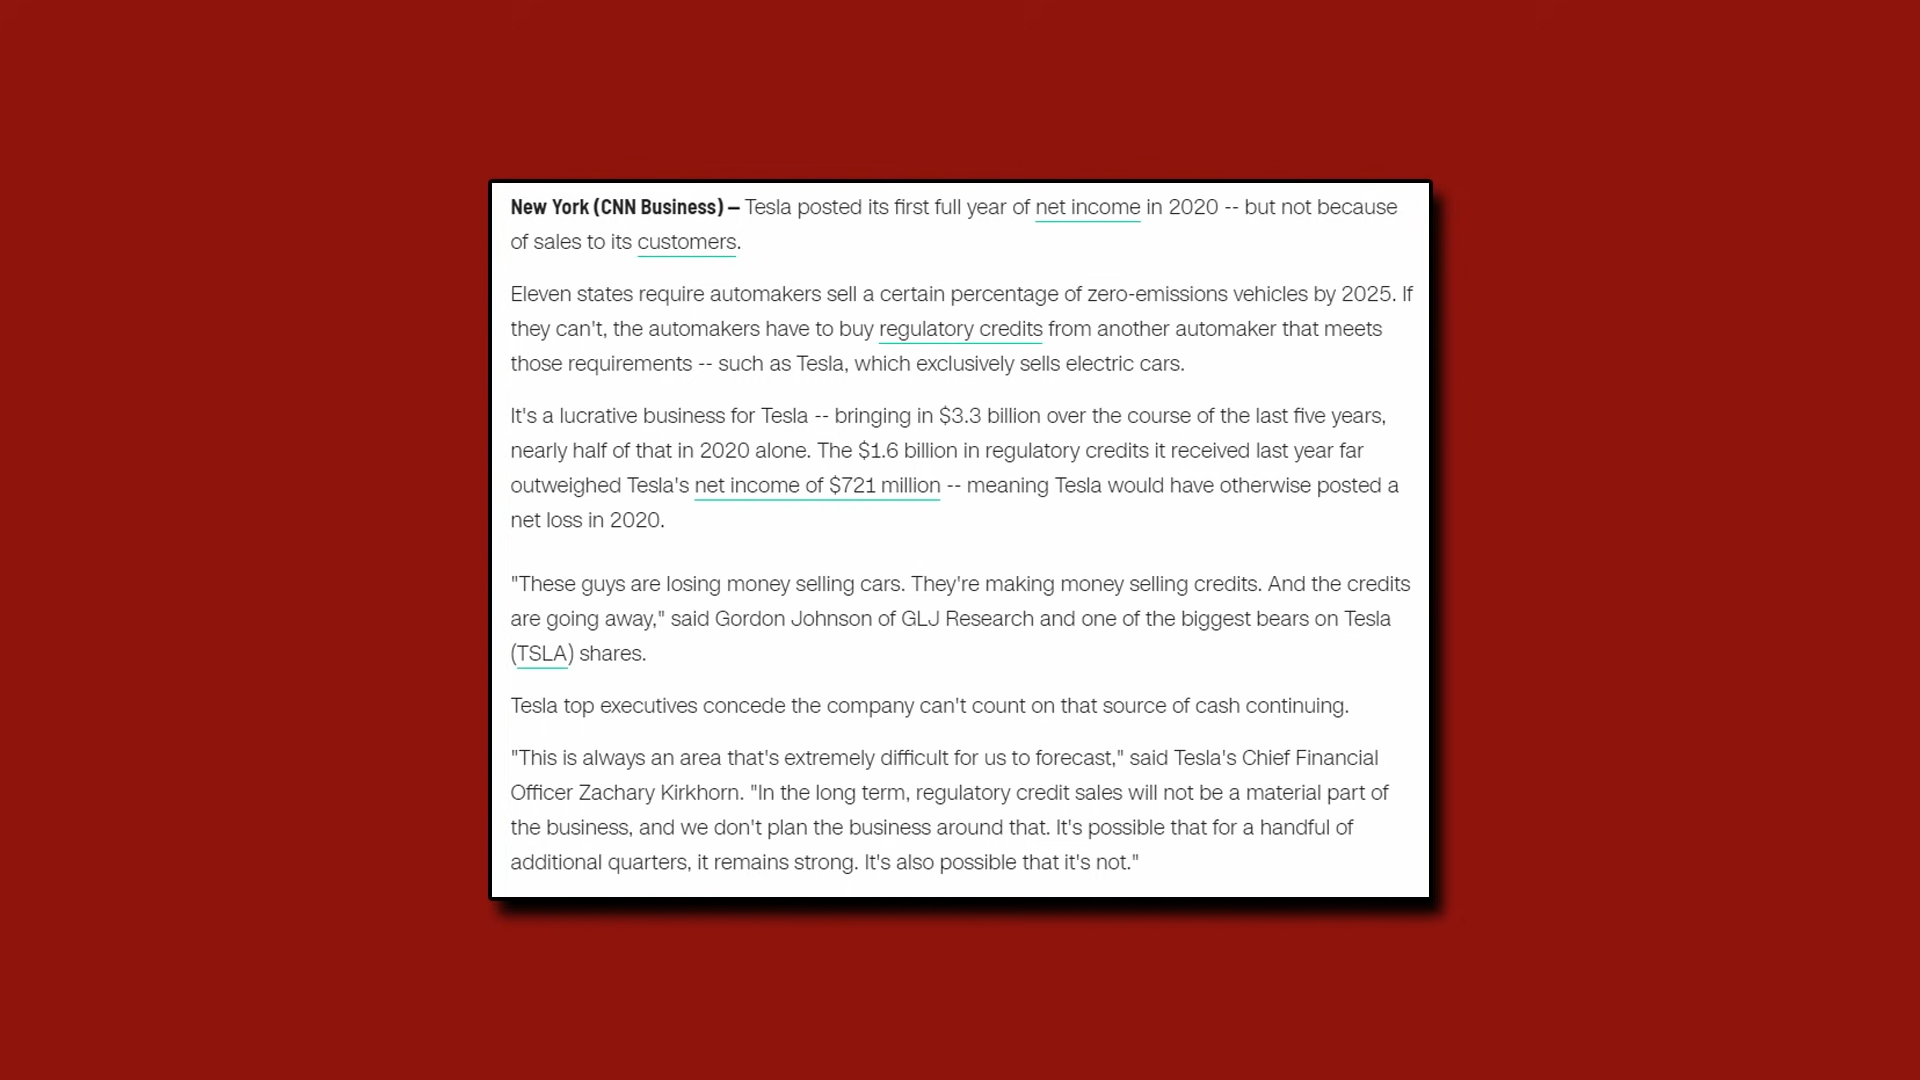 New York (CNN Business) – Tesla posted its first full year of net income in 2020 -- but not because
of sales to its customers.
Eleven states require automakers sell a certain percentage of zero-emissions vehicles by 2025. If
they can't, the automakers have to buy regulatory credits from another automaker that meets
those requirements -- such as Tesla, which exclusively sells electric cars.
It's a lucrative business for Tesla -- bringing in $3.3 billion over the course of the last five years,
nearly half of that in 2020 alone. The $1.6 billion in regulatory credits it received last year far
outweighed Tesla's net income of $721 million -- meaning Tesla would have otherwise posted a
net loss in 2020.
"These guys are losing money selling cars. They're making money selling credits. And the credits
are going away," said Gordon Johnson of GLJ Research and one of the biggest bears on Tesla
(TSLA) shares.
Tesla top executives concede the company can't count on that source of cash continuing.
"This is always an area that's extremely difficult for us to forecast," said Tesla's Chief Financial
Officer Zachary Kirkhorn. "In the long term, regulatory credit sales will not be a material part of
the business, and we don't plan the business around that. It's possible that for a handful of
additional quarters, it remains strong. It's also possible that it's not."